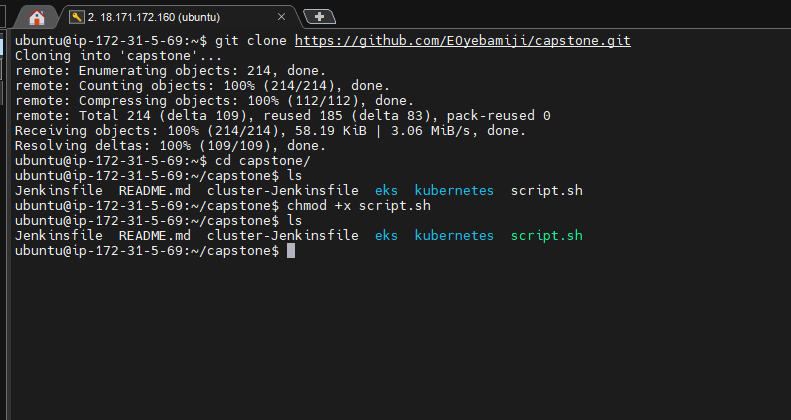 2. 18.171.172.160 (ubuntu)
ubuntu@ip-172-31-5-69:~$ git clone https://github.com/EOyebamiji/capstone.git
Cloning into 'capstone'...
remote: Enumerating objects: 214, done.
remote: Counting objects: 100% (214/214), done.
remote: Compressing objects: 100% (112/112), done.
remote: Total 214 (delta 109), reused 185 (delta 83), pack-reused 0
Receiving objects: 100% (214/214), 58.19 KiB | 3.06 MiB/s, done.
Resolving deltas: 100% (109/109), done.
ubuntu@ip-172-31-5-69:~$ cd capstone/
ubuntu@ip-172-31-5-69:~/capstone$ ls
Jenkinsfile  README.md  cluster-Jenkinsfile  eks  kubernetes  script.sh
ubuntu@ip-172-31-5-69:~/capstone$ chmod +x script.sh
ubuntu@ip-172-31-5-69:~/capstone$ ls
Jenkinsfile  README.md  cluster-Jenkinsfile  eks  kubernetes  script.sh
ubuntu@ip-172-31-5-69:~/capstone$